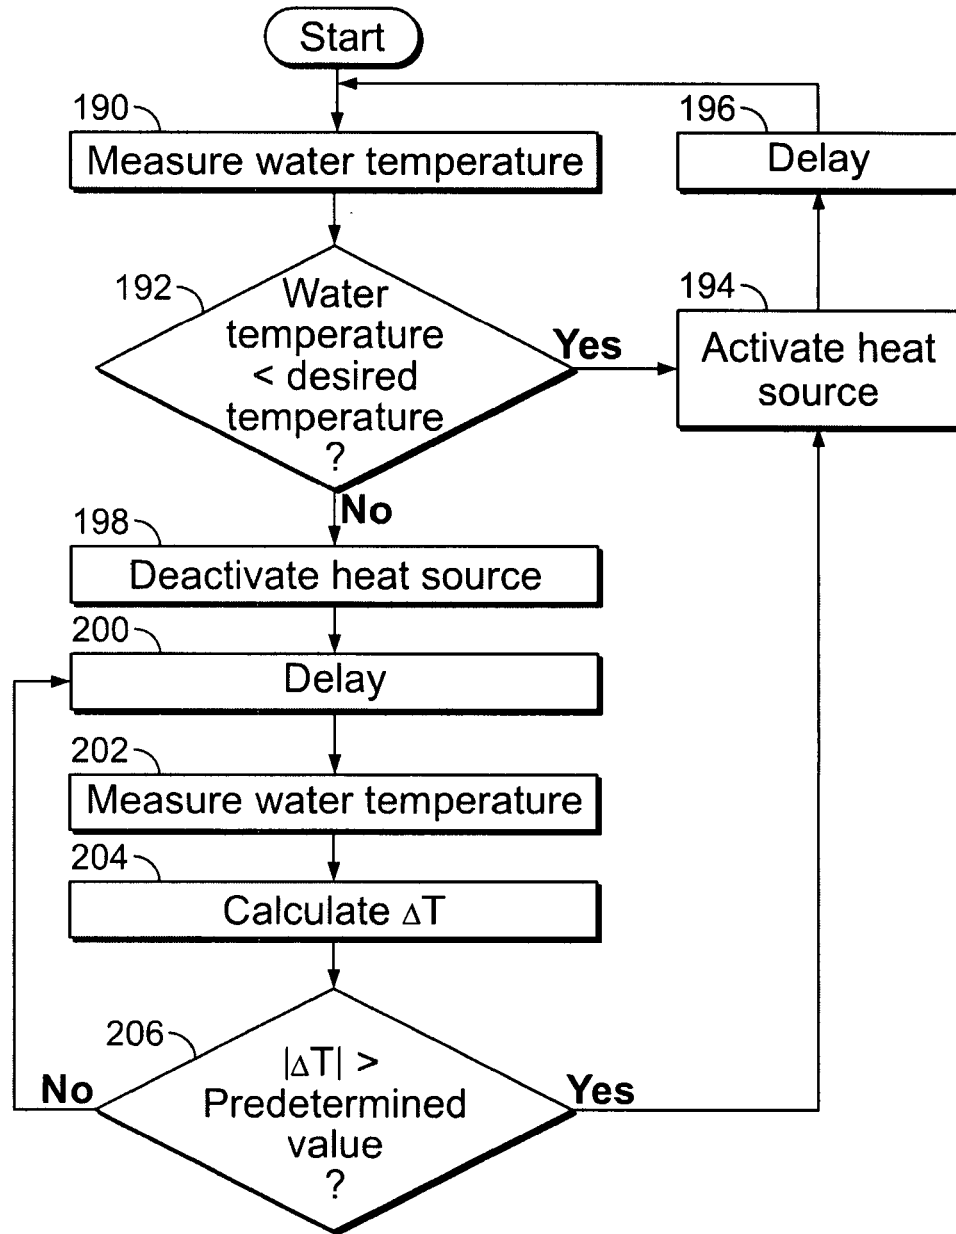 Start
190
Measure water temperature
196
Delay
192
Water
temperature
< desired
temperature
?
Yes
194
Activate heat
source
No
198
Deactivate heat source
200
Delay
202
Measure water temperature
204
Calculate ΔT
206
|ΔT| >
Predetermined
value
?
No
Yes